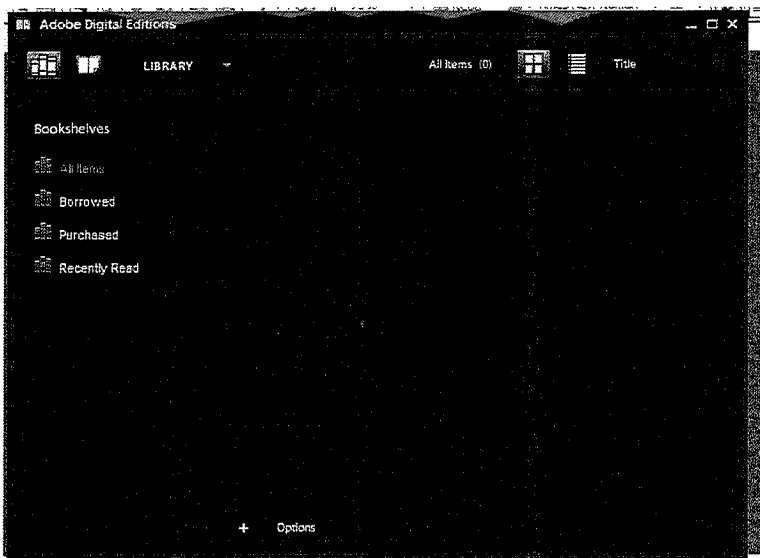 Adobe Digital Editions
LIBRARY All Items (0) Title
Bookshelves
All Items
Borrowed
Purchased
Recently Read
+ Options